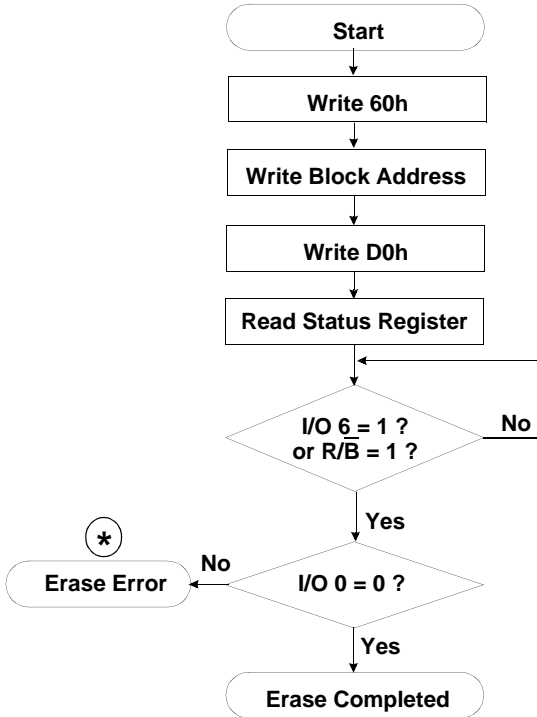 Start
Write 60h
Write Block Address
Write D0h
Read Status Register
I/O 6 = 1 ?
or R/B̅ = 1 ?
No
Yes
*
No
Erase Error
I/O 0 = 0 ?
Yes
Erase Completed